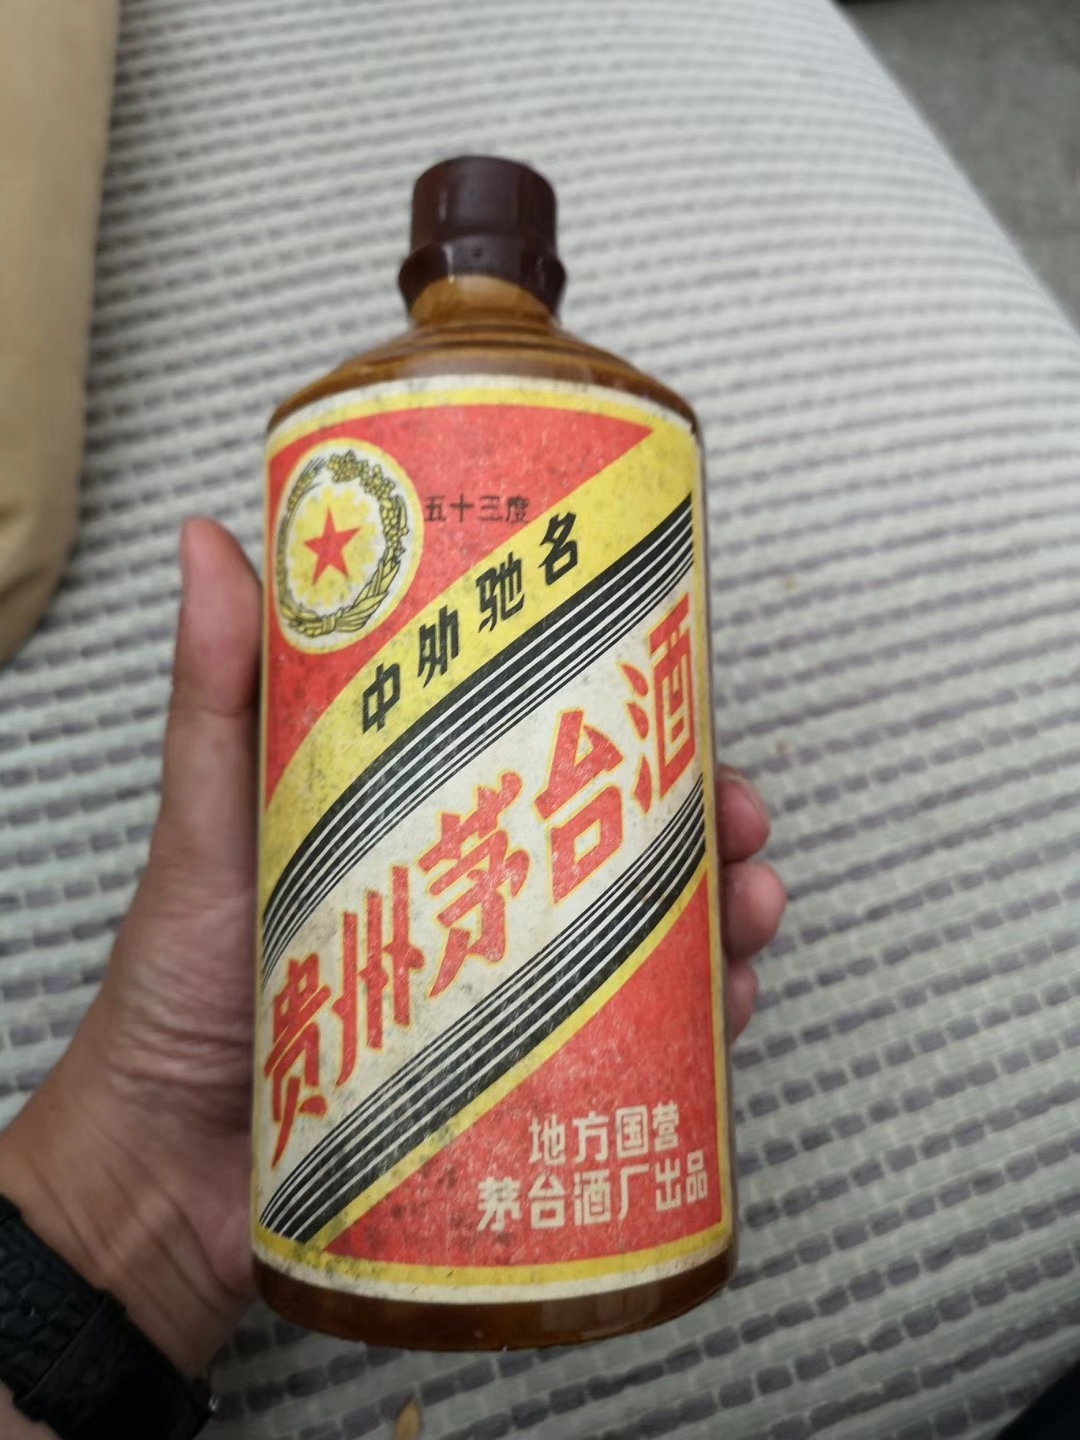 五十三度
中外驰名
贵州茅台酒
地方国营
茅台酒厂出品